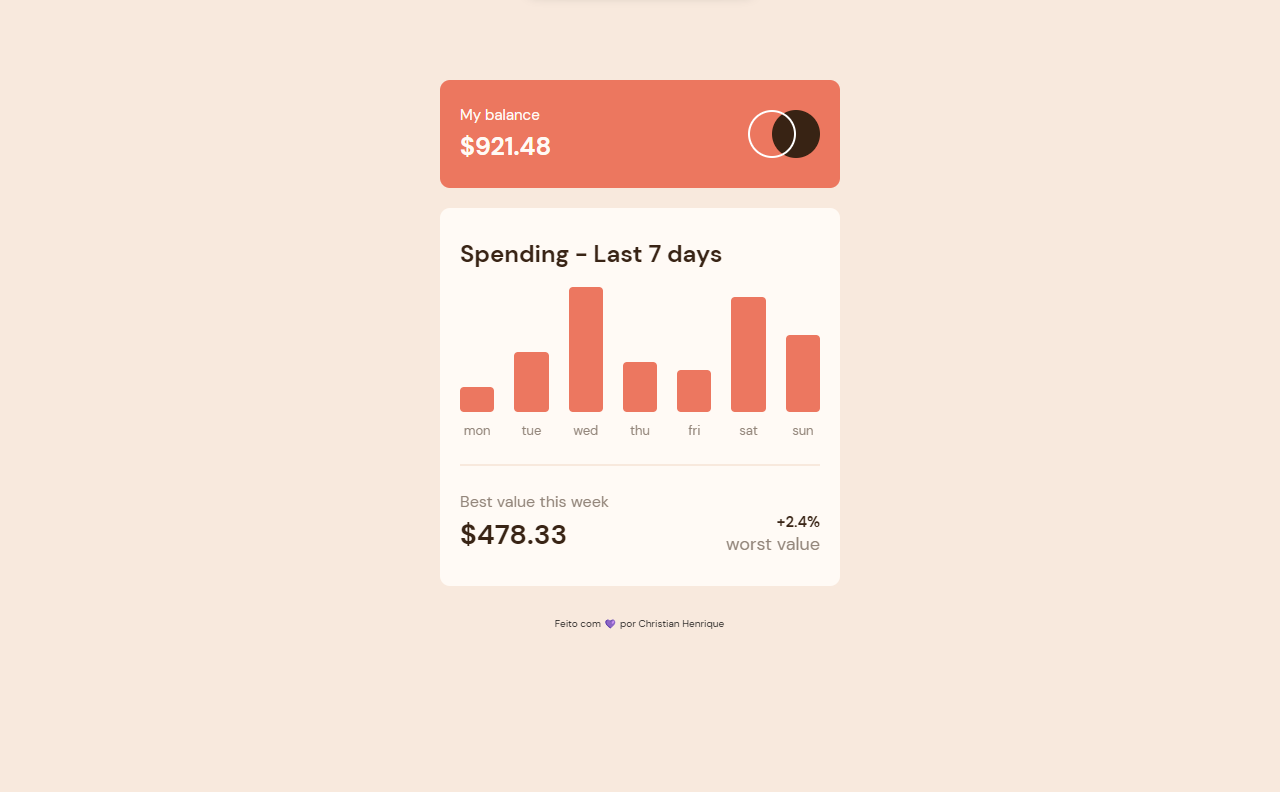 My balance
$921.48
Spending - Last 7 days
mon tue wed thu fri sat sun
Best value this week
$478.33
+2.4%
worst value
Feito com 💜 por Christian Henrique